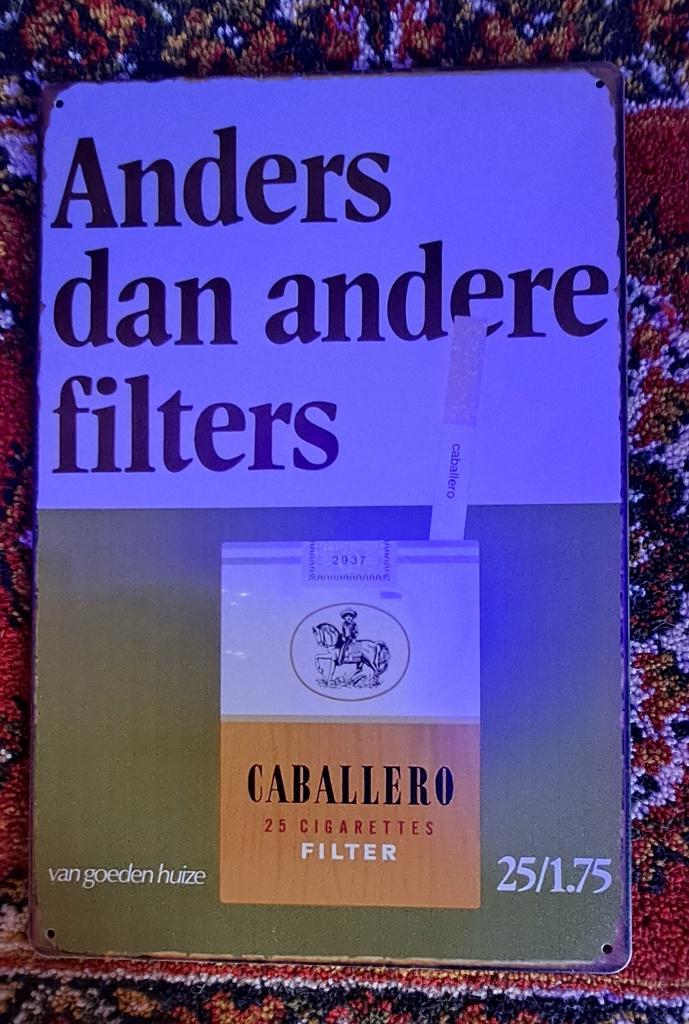 Anders
dan andere
filters
caballero
2937
CABALLERO
25 CIGARETTES
FILTER
van goeden huize
25/1.75